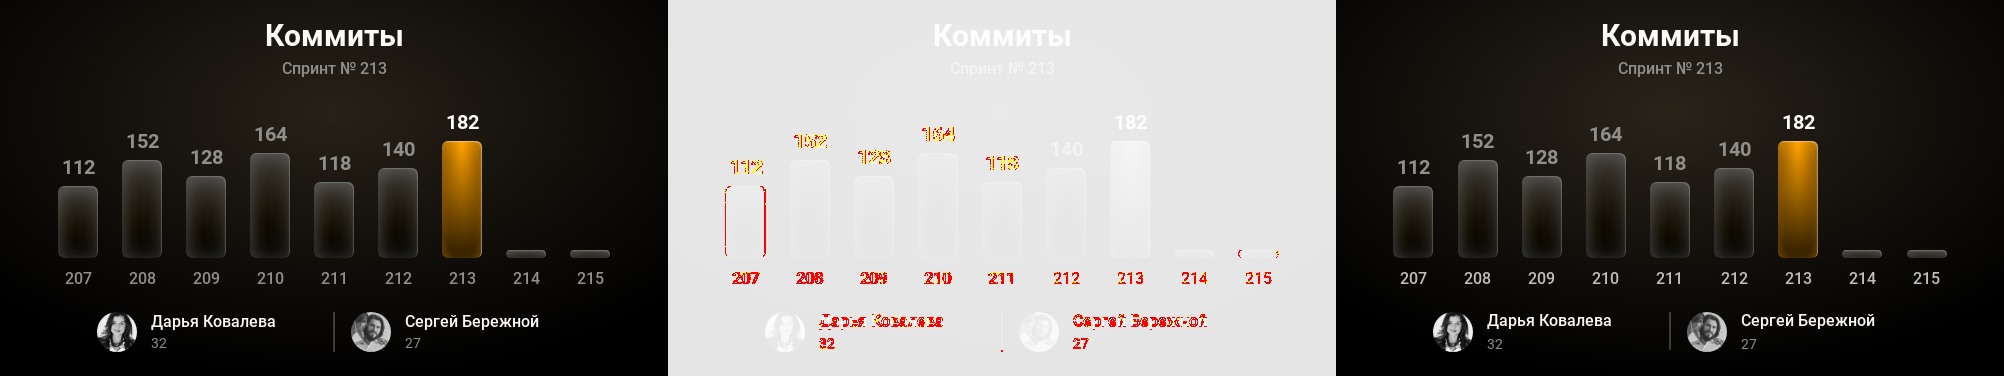 Коммиты
Спринт № 213
112 152 128 164 118 140 182
207 208 209 210 211 212 213 214 215
Дарья Ковалева
32
Сергей Бережной
27
Коммиты
Спринт № 213
112 152 128 164 118 140 182
207 208 209 210 211 212 213 214 215
Дарья Ковалева
32
Сергей Бережной
27
Коммиты
Спринт № 213
112 152 128 164 118 140 182
207 208 209 210 211 212 213 214 215
Дарья Ковалева
32
Сергей Бережной
27